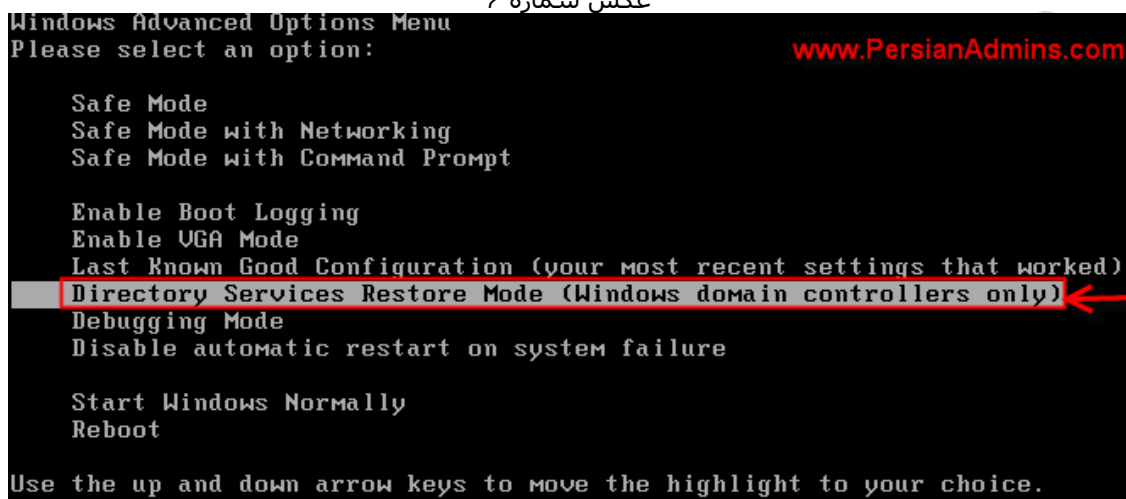 عکس شماره ۶
Windows Advanced Options Menu
Please select an option:
www.PersianAdmins.com
Safe Mode
Safe Mode with Networking
Safe Mode with Command Prompt
Enable Boot Logging
Enable VGA Mode
Last Known Good Configuration (your most recent settings that worked)
Directory Services Restore Mode (Windows domain controllers only)
Debugging Mode
Disable automatic restart on system failure
Start Windows Normally
Reboot
Use the up and down arrow keys to move the highlight to your choice.